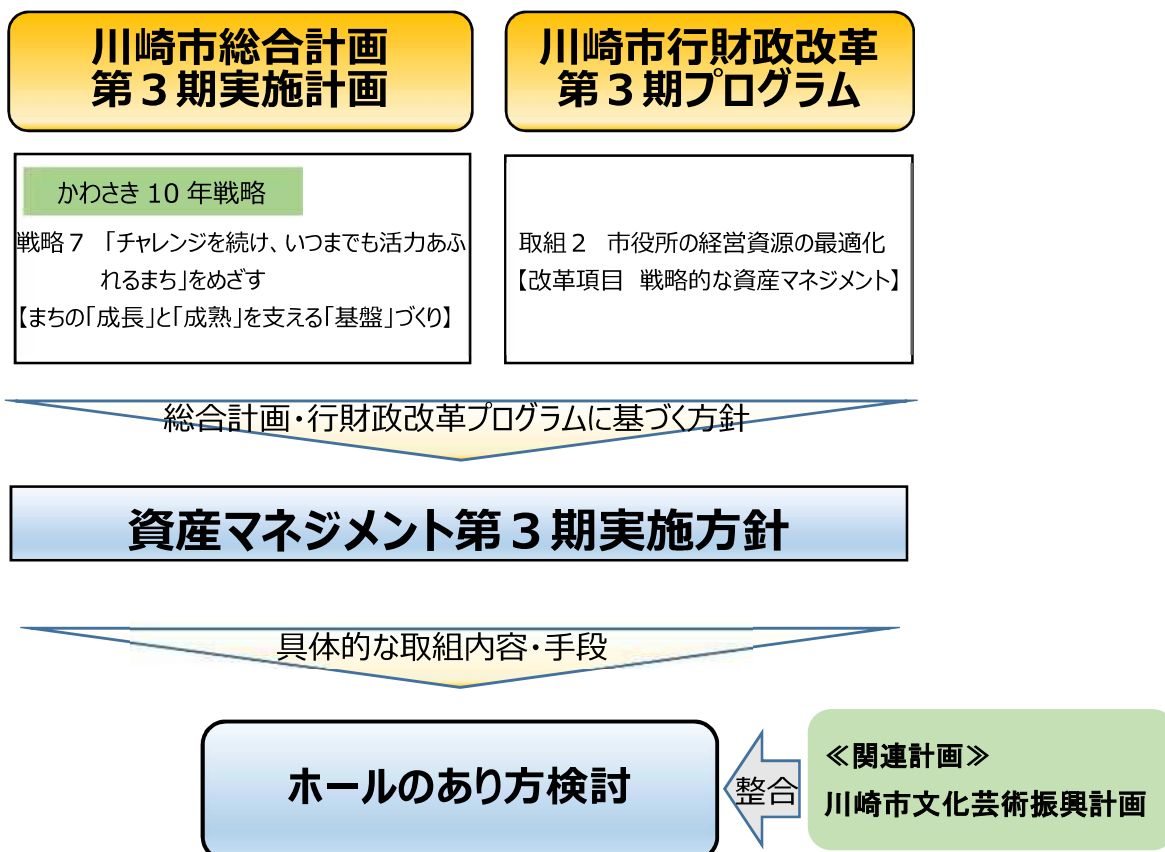 川崎市総合計画
第３期実施計画
川崎市行財政改革
第３期プログラム
かわさき 10 年戦略
戦略７　「チャレンジを続け、いつまでも活力あふ
れるまち」をめざす
【まちの「成長」と「成熟」を支える「基盤」づくり】
取組２　市役所の経営資源の最適化
【改革項目　戦略的な資産マネジメント】
総合計画・行財政改革プログラムに基づく方針
資産マネジメント第３期実施方針
具体的な取組内容・手段
ホールのあり方検討
整合
≪関連計画≫
川崎市文化芸術振興計画